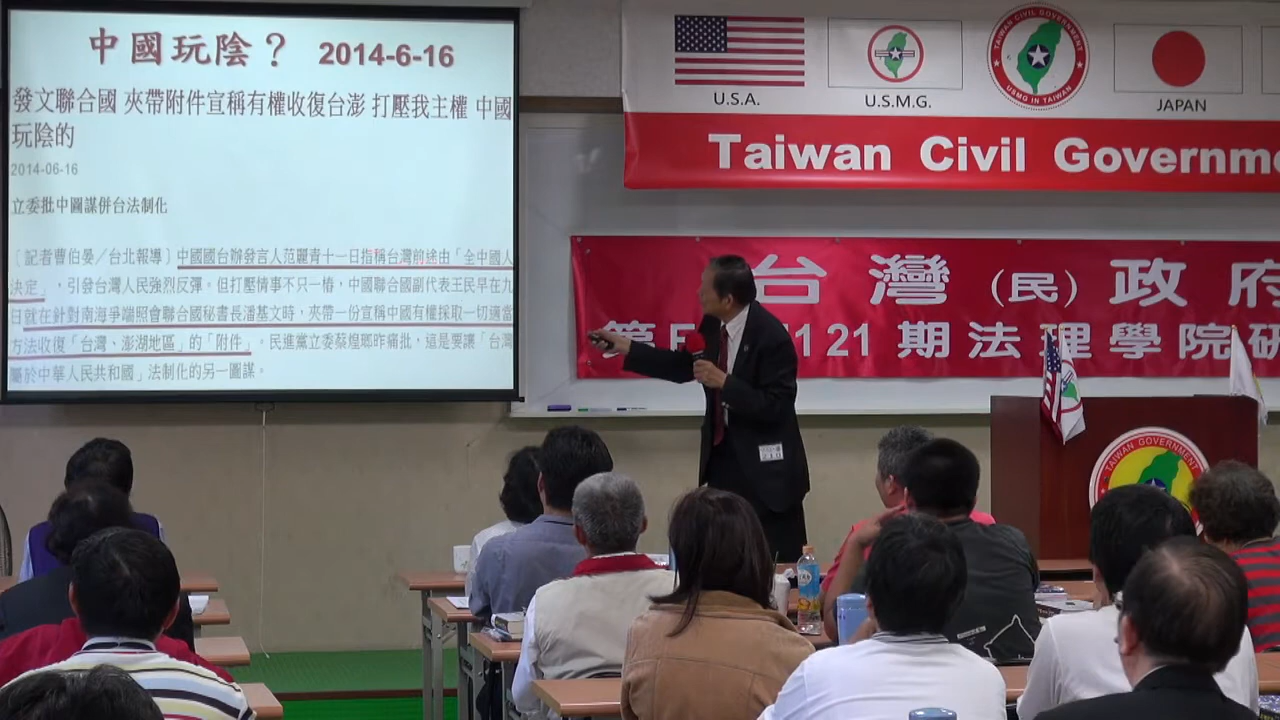 中國玩陰？ 2014-6-16
發文聯合國 夾帶附件宣稱有權收復台澎 打壓我主權 中國
玩陰的
2014-06-16
立委批中國謀併台法制化
〔記者曹伯晏／台北報導〕中國國台辦發言人范麗青十一日指稱台灣前途由「全中國人
決定」，引發台灣人民強烈反彈。但打壓情事不只一樁，中國聯合國副代表王民早在九
日就在針對南海爭端照會聯合國秘書長潘基文時，夾帶一份宣稱中國有權採取一切適當
方法收復「台灣、澎湖地區」的「附件」。民進黨立委蔡煌瑯昨痛批，這是要讓「台灣
屬於中華人民共和國」法制化的另一圖謀。
U.S.A.
U.S.M.G.
TAIWAN CIVIL GOVERNMENT
USMG IN TAIWAN
JAPAN
Taiwan Civil Governme
台灣（民）政府
第 121 期法理學院研
TAIWAN GOVERNMENT